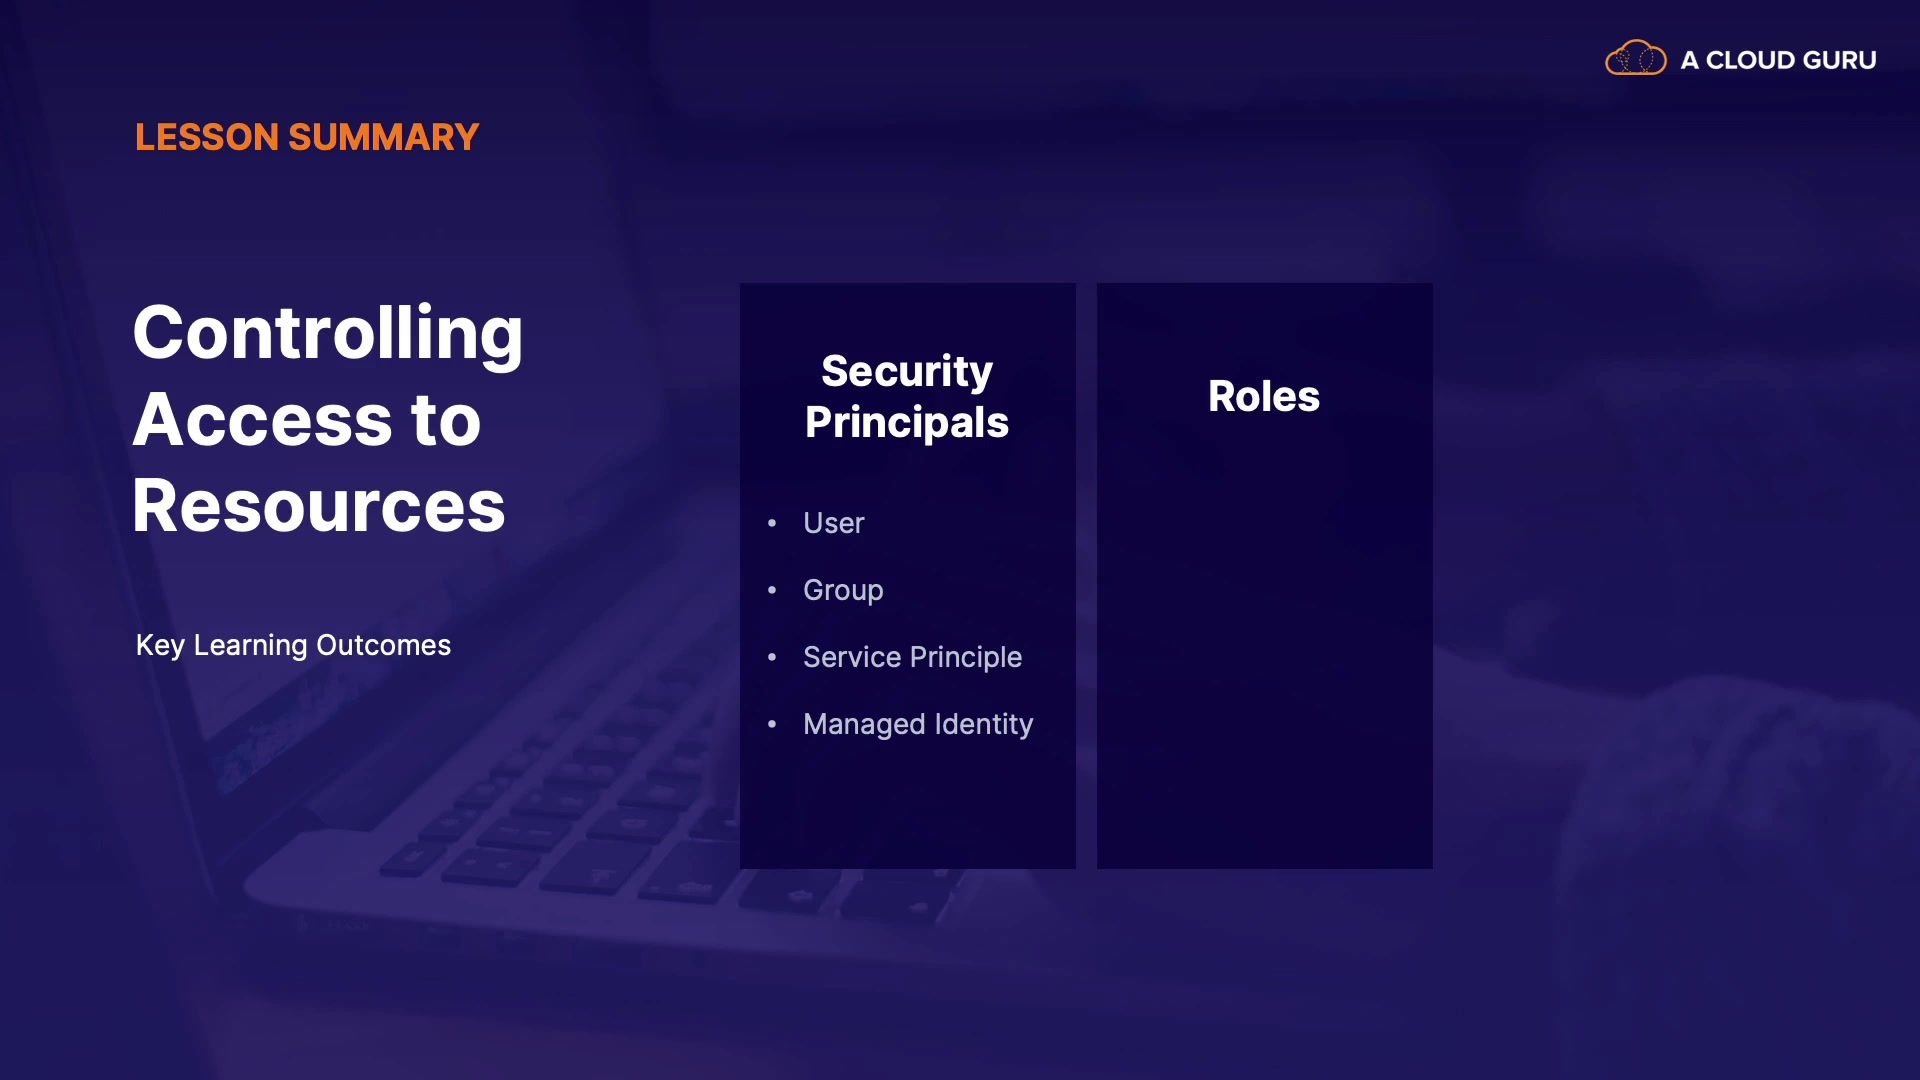 A CLOUD GURU
LESSON SUMMARY
Controlling
Access to
Resources
Key Learning Outcomes
Security
Principals
• User
• Group
• Service Principle
• Managed Identity
Roles